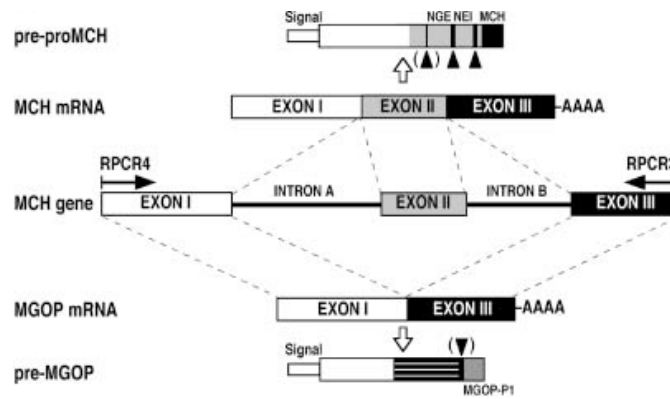 Signal NGE NEI MCH
pre-proMCH
( )
MCH mRNA EXON I EXON II EXON III -AAAA
RPCR4 RPCR3
INTRON A INTRON B
MCH gene EXON I EXON II EXON III
MGOP mRNA EXON I EXON III -AAAA
Signal ( )
pre-MGOP
MGOP-P1